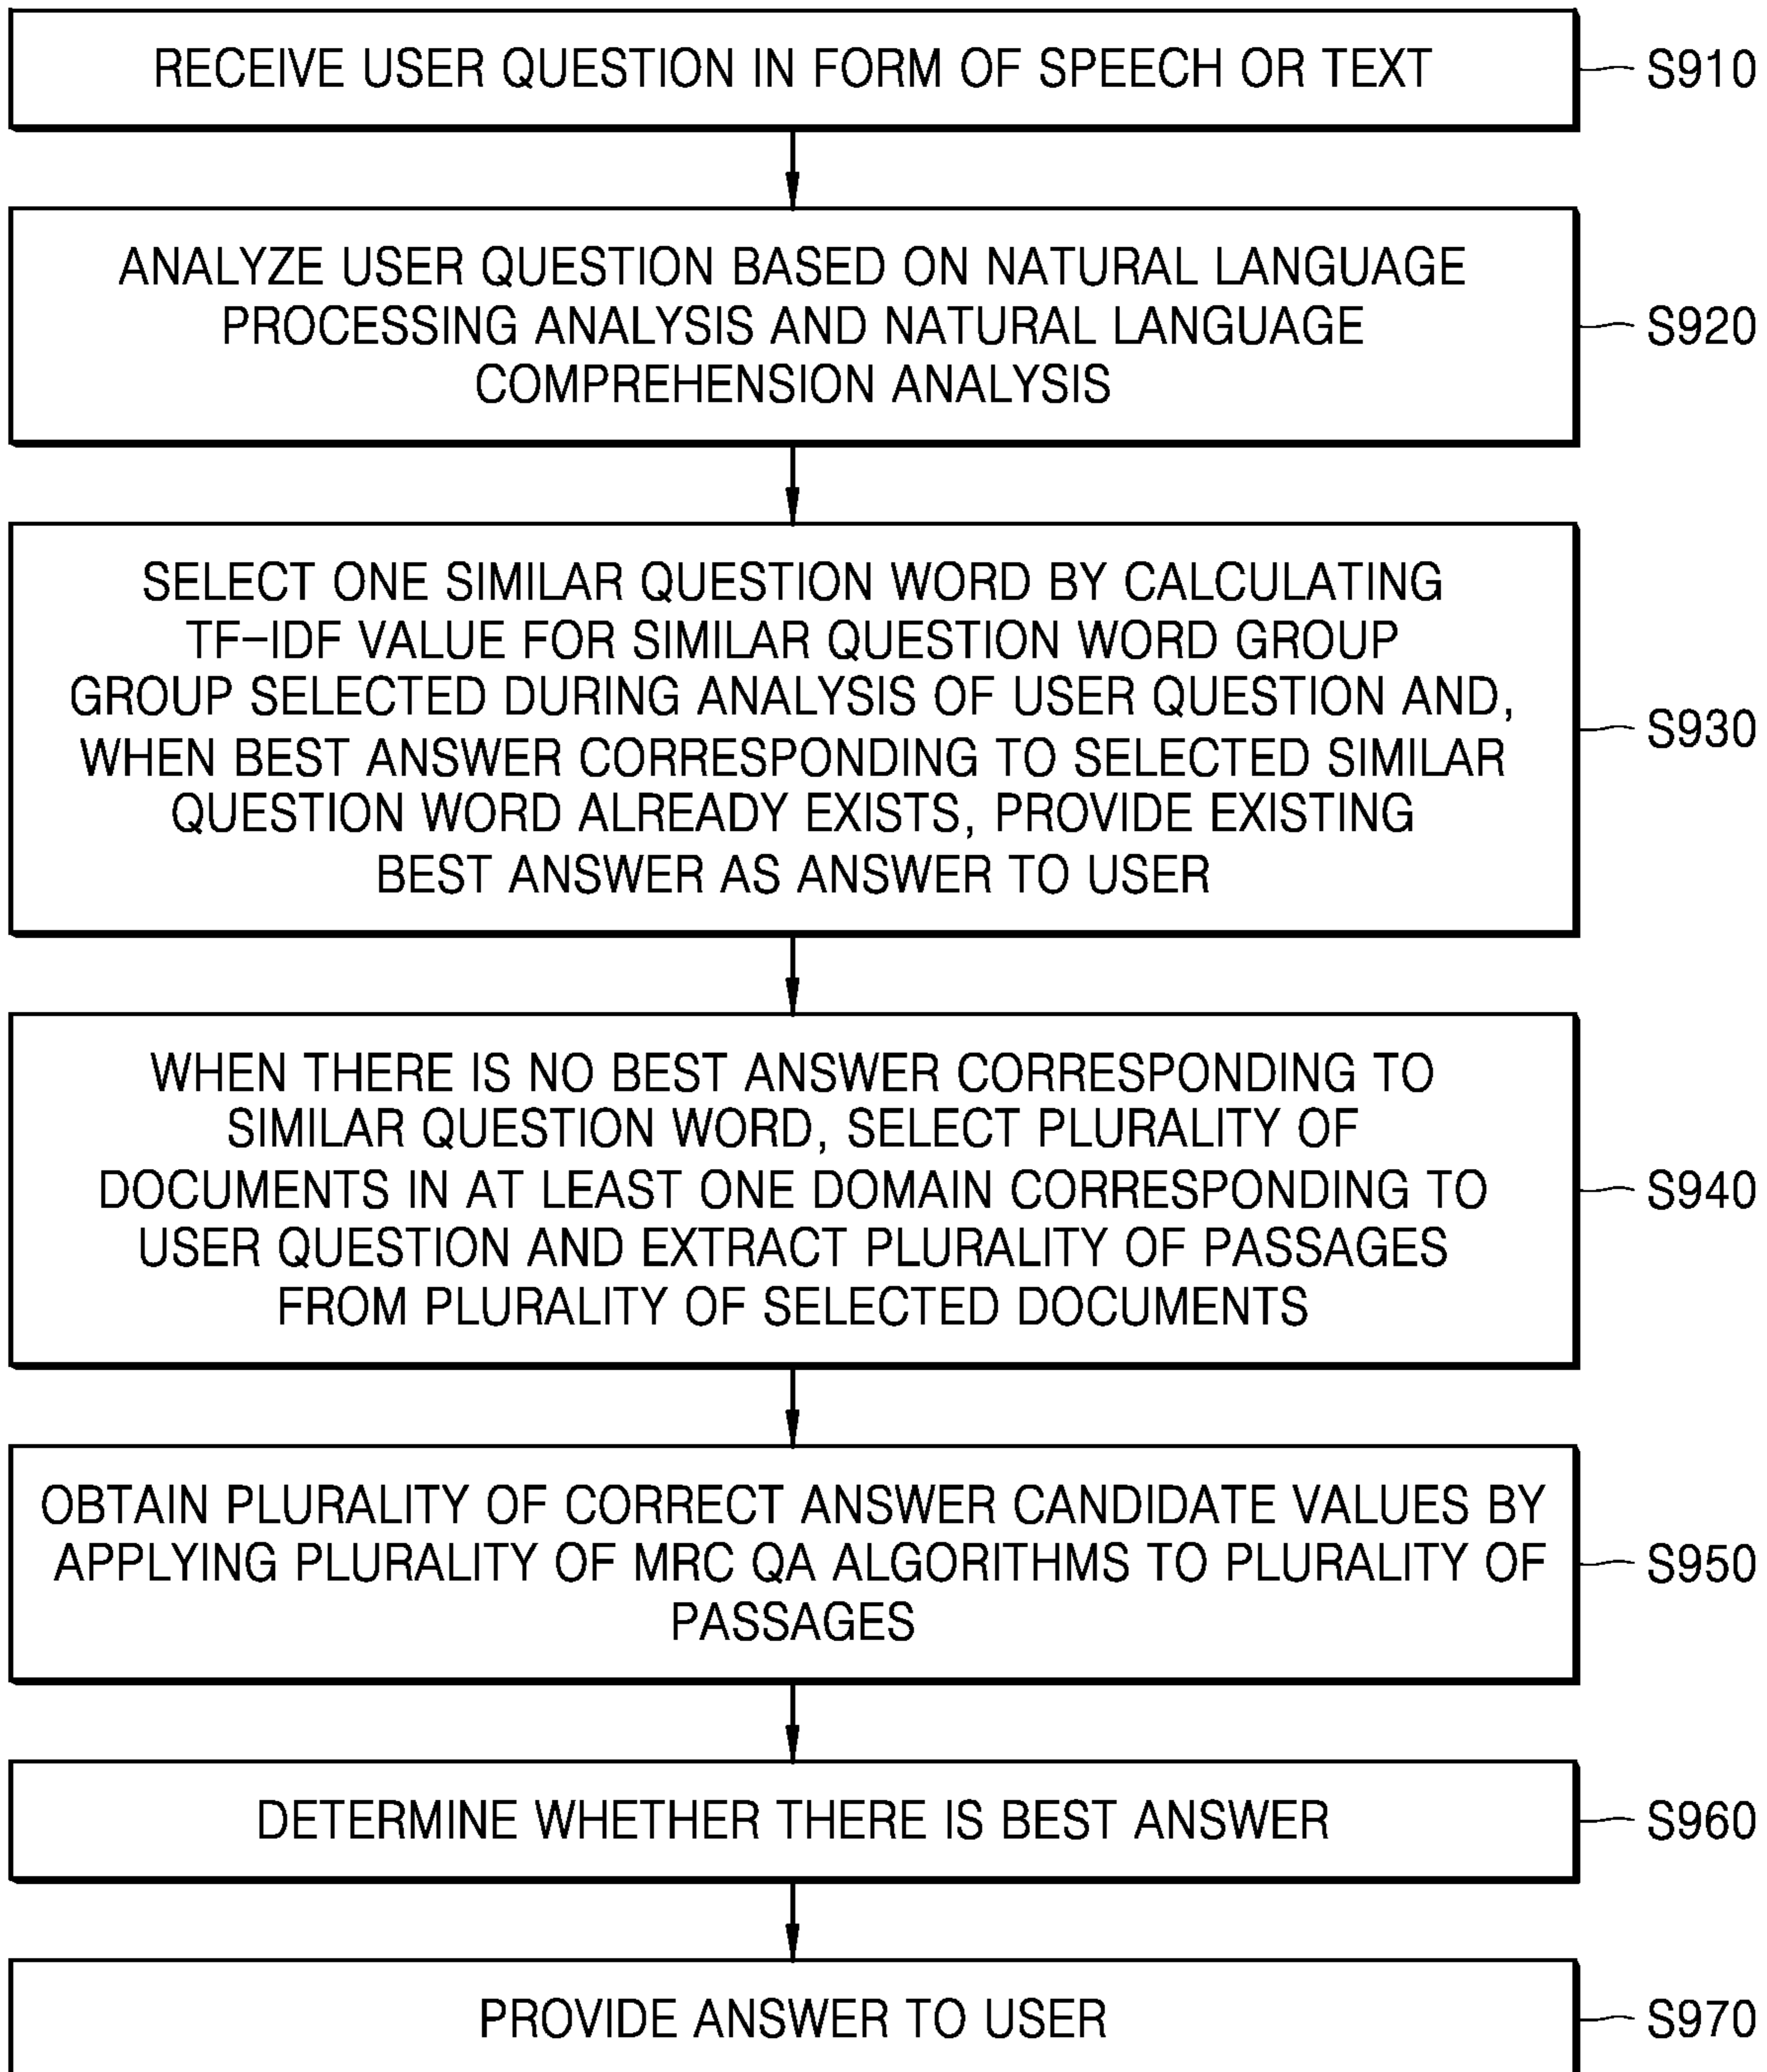 RECEIVE USER QUESTION IN FORM OF SPEECH OR TEXT
S910
ANALYZE USER QUESTION BASED ON NATURAL LANGUAGE
PROCESSING ANALYSIS AND NATURAL LANGUAGE
COMPREHENSION ANALYSIS
S920
SELECT ONE SIMILAR QUESTION WORD BY CALCULATING
TF-IDF VALUE FOR SIMILAR QUESTION WORD GROUP
GROUP SELECTED DURING ANALYSIS OF USER QUESTION AND,
WHEN BEST ANSWER CORRESPONDING TO SELECTED SIMILAR
QUESTION WORD ALREADY EXISTS, PROVIDE EXISTING
BEST ANSWER AS ANSWER TO USER
S930
WHEN THERE IS NO BEST ANSWER CORRESPONDING TO
SIMILAR QUESTION WORD, SELECT PLURALITY OF
DOCUMENTS IN AT LEAST ONE DOMAIN CORRESPONDING TO
USER QUESTION AND EXTRACT PLURALITY OF PASSAGES
FROM PLURALITY OF SELECTED DOCUMENTS
S940
OBTAIN PLURALITY OF CORRECT ANSWER CANDIDATE VALUES BY
APPLYING PLURALITY OF MRC QA ALGORITHMS TO PLURALITY OF
PASSAGES
S950
DETERMINE WHETHER THERE IS BEST ANSWER
S960
PROVIDE ANSWER TO USER
S970